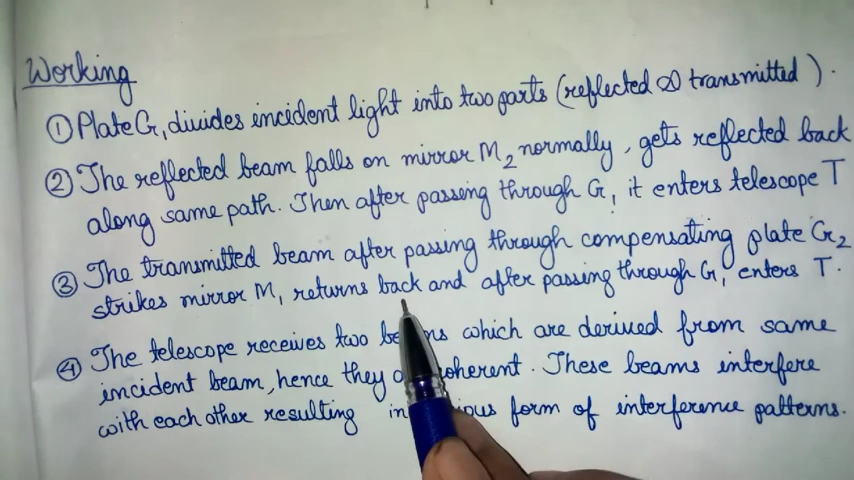 Working
① Plate G₁ divides incident light into two parts (reflected & transmitted).
② The reflected beam falls on mirror M₂ normally, gets reflected back
along same path. Then after passing through G₁ it enters telescope T
③ The transmitted beam after passing through compensating plate G₂
strikes mirror M₁ returns back and after passing through G₁ enters T.
④ The telescope receives two which are derived from same
incident beam, hence they coherent. These beams interfere
with each other resulting in form of interference patterns.